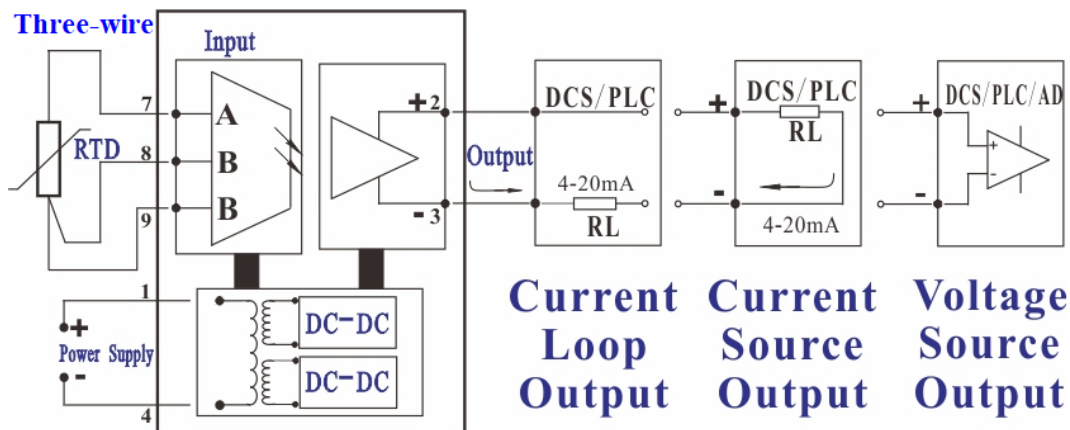 Three-wire
Input
7
A
RTD
8
B
B
9
+ 2
- 3
Output
1
+
Power Supply
-
4
DC-DC
DC-DC
DCS/PLC
4-20mA
RL
Current
Loop
Output
+
DCS/PLC
RL
-
4-20mA
Current
Source
Output
+
DCS/PLC/AD
+
-
-
Voltage
Source
Output